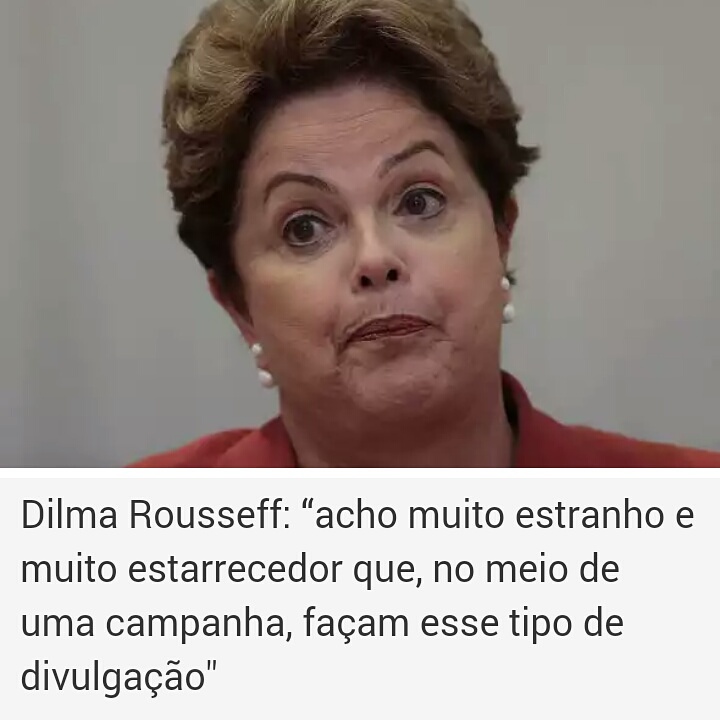 Dilma Rousseff: “acho muito estranho e
muito estarrecedor que, no meio de
uma campanha, façam esse tipo de
divulgação"